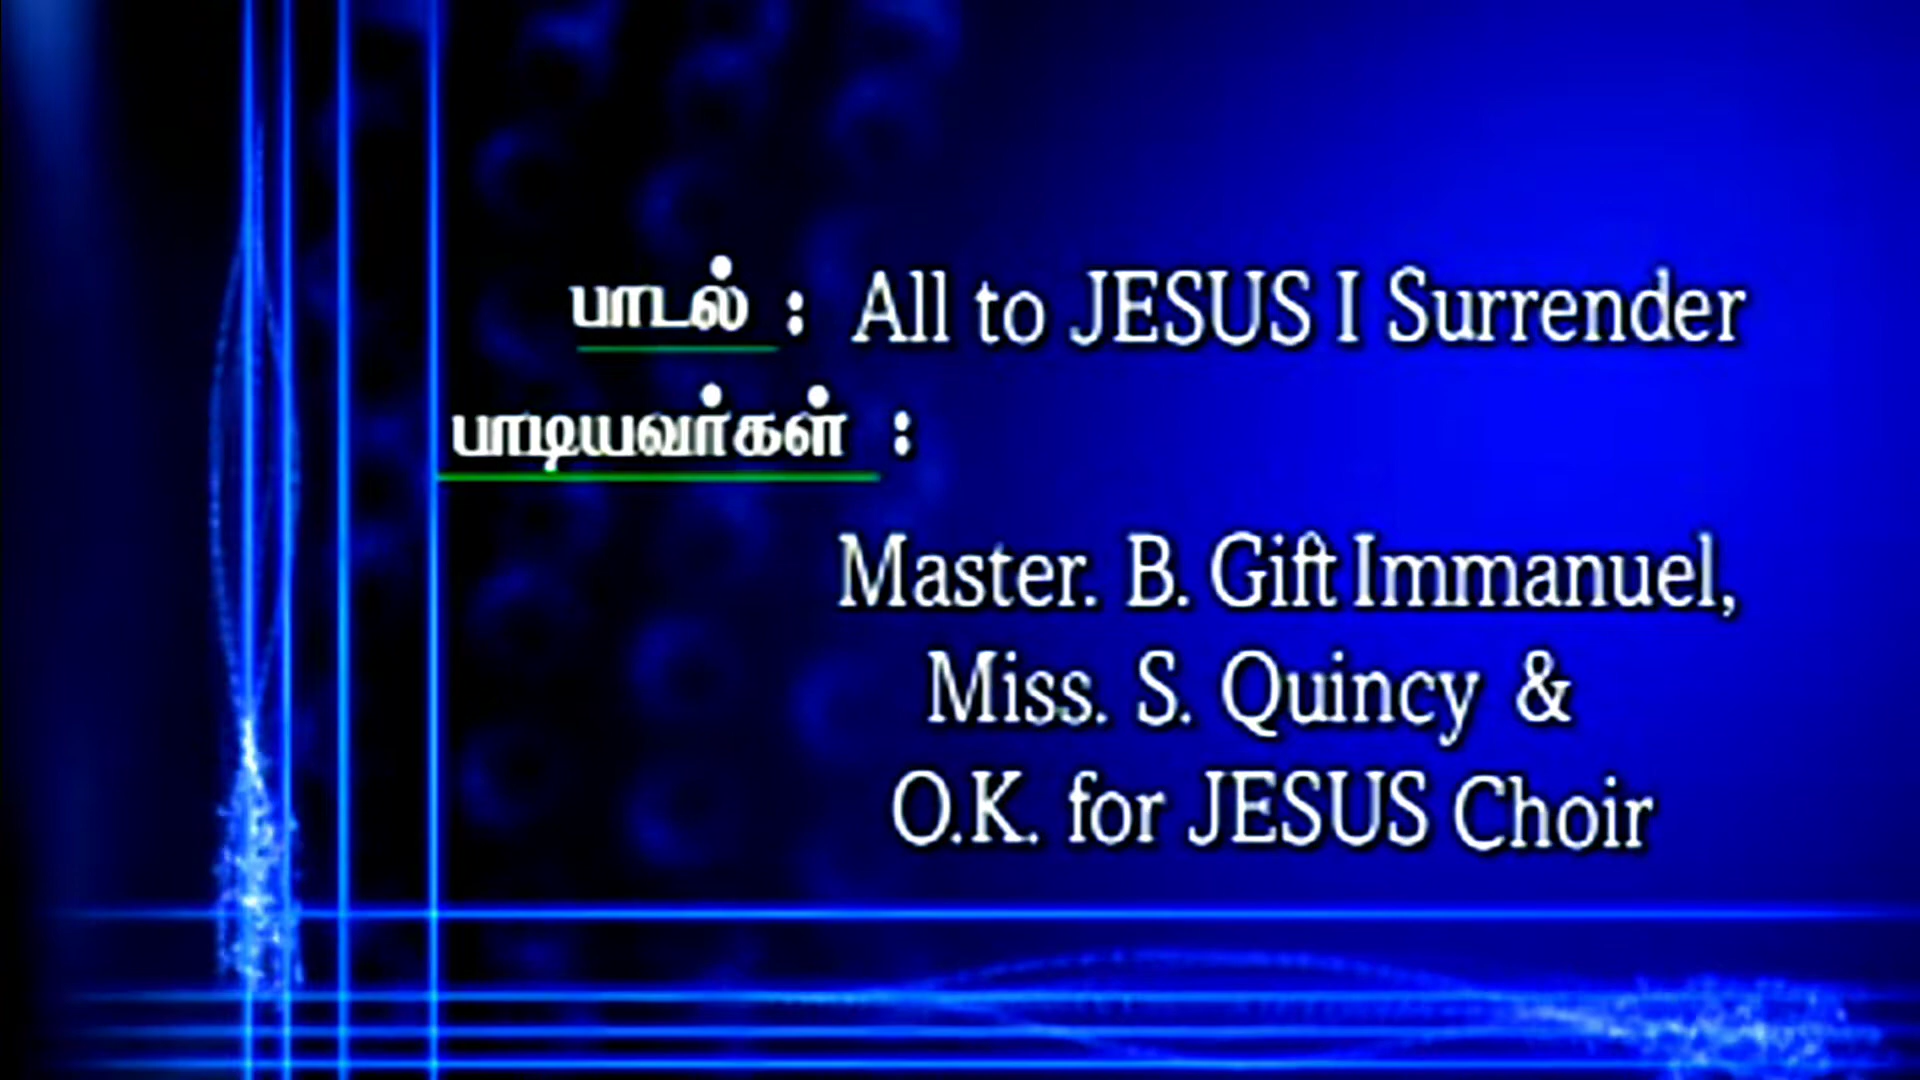 பாடல் : All to JESUS I Surrender
பாடியவர்கள் :
Master. B. Gift Immanuel,
Miss. S. Quincy &
O.K. for JESUS Choir